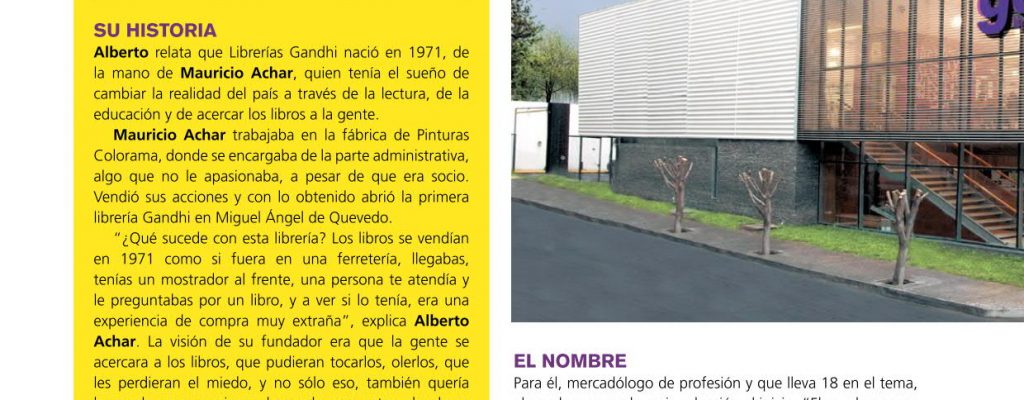 SU HISTORIA
Alberto relata que Librerías Gandhi nació en 1971, de
la mano de Mauricio Achar, quien tenía el sueño de
cambiar la realidad del país a través de la lectura, de la
educación y de acercar los libros a la gente.
Mauricio Achar trabajaba en la fábrica de Pinturas
Colorama, donde se encargaba de la parte administrativa,
algo que no le apasionaba, a pesar de que era socio.
Vendió sus acciones y con lo obtenido abrió la primera
librería Gandhi en Miguel Ángel de Quevedo.
“¿Qué sucede con esta librería? Los libros se vendían
en 1971 como si fuera en una ferretería, llegabas,
tenías un mostrador al frente, una persona te atendía y
le preguntabas por un libro, y a ver si lo tenía, era una
experiencia de compra muy extraña”, explica Alberto
Achar. La visión de su fundador era que la gente se
acercara a los libros, que pudieran tocarlos, olerlos, que
les perdieran el miedo, y no sólo eso, también quería
EL NOMBRE
Para él, mercadólogo de profesión y que lleva 18 en el tema,